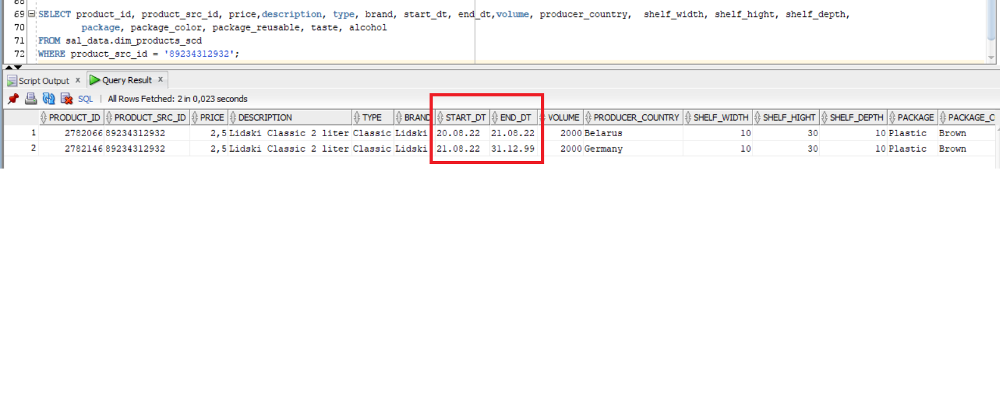 69 SELECT product_id, product_src_id, price,description, type, brand, start_dt, end_dt,volume, producer_country,  shelf_width, shelf_hight, shelf_depth,
70 package, package_color, package_reusable, taste, alcohol
71 FROM sal_data.dim_products_scd
72 WHERE product_src_id = '89234312932';
Script Output x Query Result x
SQL | All Rows Fetched: 2 in 0,023 seconds
PRODUCT_ID PRODUCT_SRC_ID PRICE DESCRIPTION TYPE BRAND START_DT END_DT VOLUME PRODUCER_COUNTRY SHELF_WIDTH SHELF_HIGHT SHELF_DEPTH PACKAGE PACKAGE_C
1 2782066 89234312932 2,5 Lidski Classic 2 liter Classic Lidski 20.08.22 21.08.22 2000 Belarus 10 30 10 Plastic Brown
2 2782146 89234312932 2,5 Lidski Classic 2 liter Classic Lidski 21.08.22 31.12.99 2000 Germany 10 30 10 Plastic Brown